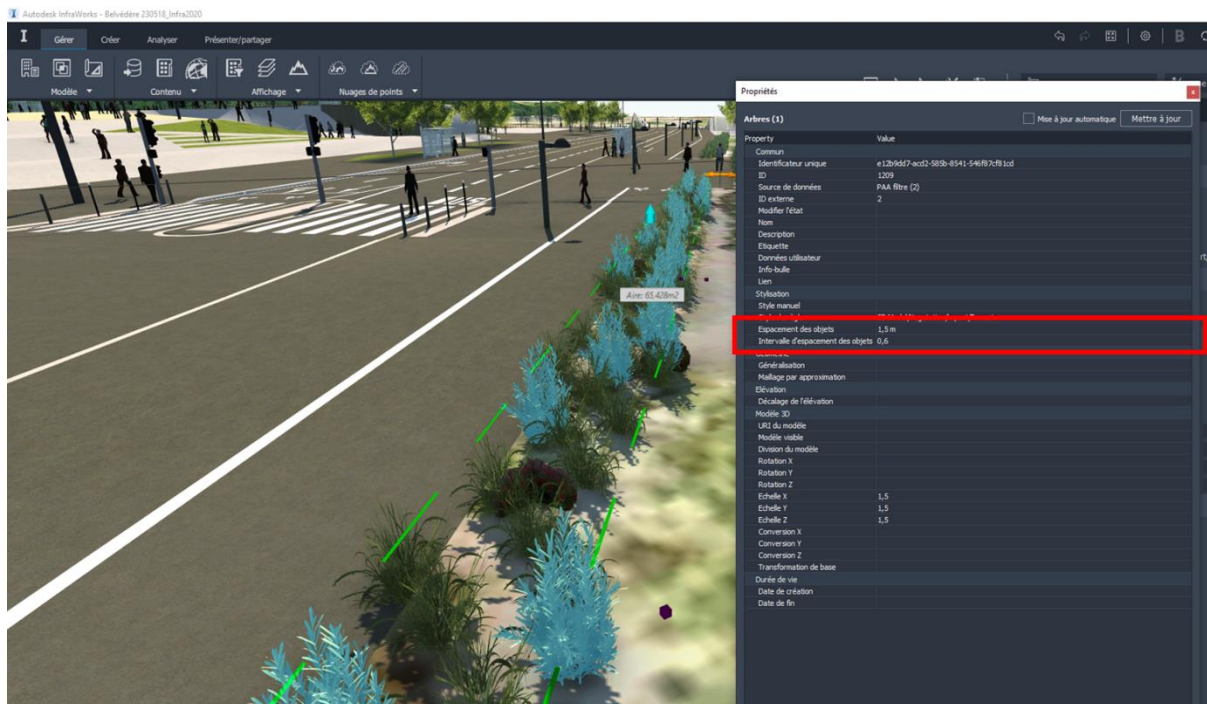 Autodesk InfraWorks - Belvédère 230518_Infra2020
Gérer Créer Analyser Présenter/partager
Modèle Contenu Affichage Nuages de points
Propriétés
Arbres (1) Mise à jour automatique Mettre à jour
Property Value
Commun
Identificateur unique e12b9dd7-acd2-585b-8541-546f87cf81cd
ID 1209
Source de données PAA filtre (2)
ID externe 2
Modifier l'état
Nom
Description
Etiquette
Données utilisateur
Info-bulle
Lien
Stylisation
Style manuel
Espacement des objets 1,5 m
Intervalle d'espacement des objets 0,6
Géométrie
Généralisation
Maillage par approximation
Elévation
Décalage de l'élévation
Modèle 3D
URI du modèle
Modèle visible
Division du modèle
Rotation X
Rotation Y
Rotation Z
Echelle X 1,5
Echelle Y 1,5
Echelle Z 1,5
Conversion X
Conversion Y
Conversion Z
Transformation de base
Durée de vie
Date de création
Date de fin
Aire: 65,428m2